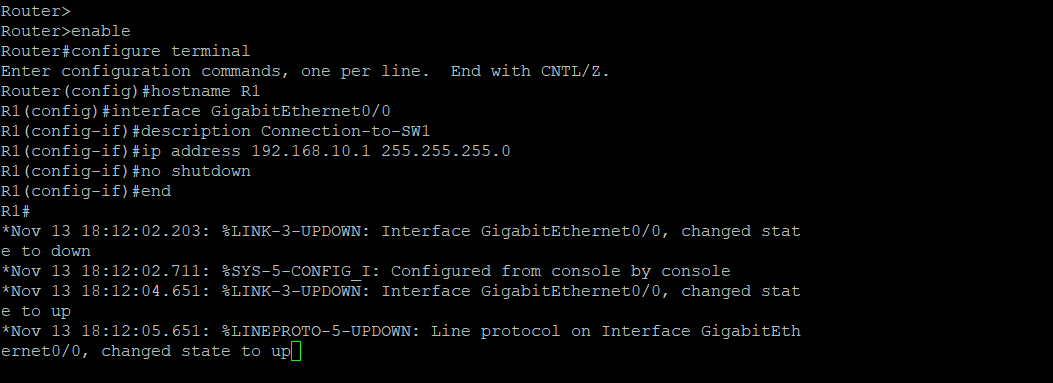 Router>
Router>enable
Router#configure terminal
Enter configuration commands, one per line.  End with CNTL/Z.
Router(config)#hostname R1
R1(config)#interface GigabitEthernet0/0
R1(config-if)#description Connection-to-SW1
R1(config-if)#ip address 192.168.10.1 255.255.255.0
R1(config-if)#no shutdown
R1(config-if)#end
R1#
*Nov 13 18:12:02.203: %LINK-3-UPDOWN: Interface GigabitEthernet0/0, changed stat
e to down
*Nov 13 18:12:02.711: %SYS-5-CONFIG_I: Configured from console by console
*Nov 13 18:12:04.651: %LINK-3-UPDOWN: Interface GigabitEthernet0/0, changed stat
e to up
*Nov 13 18:12:05.651: %LINEPROTO-5-UPDOWN: Line protocol on Interface GigabitEth
ernet0/0, changed state to up